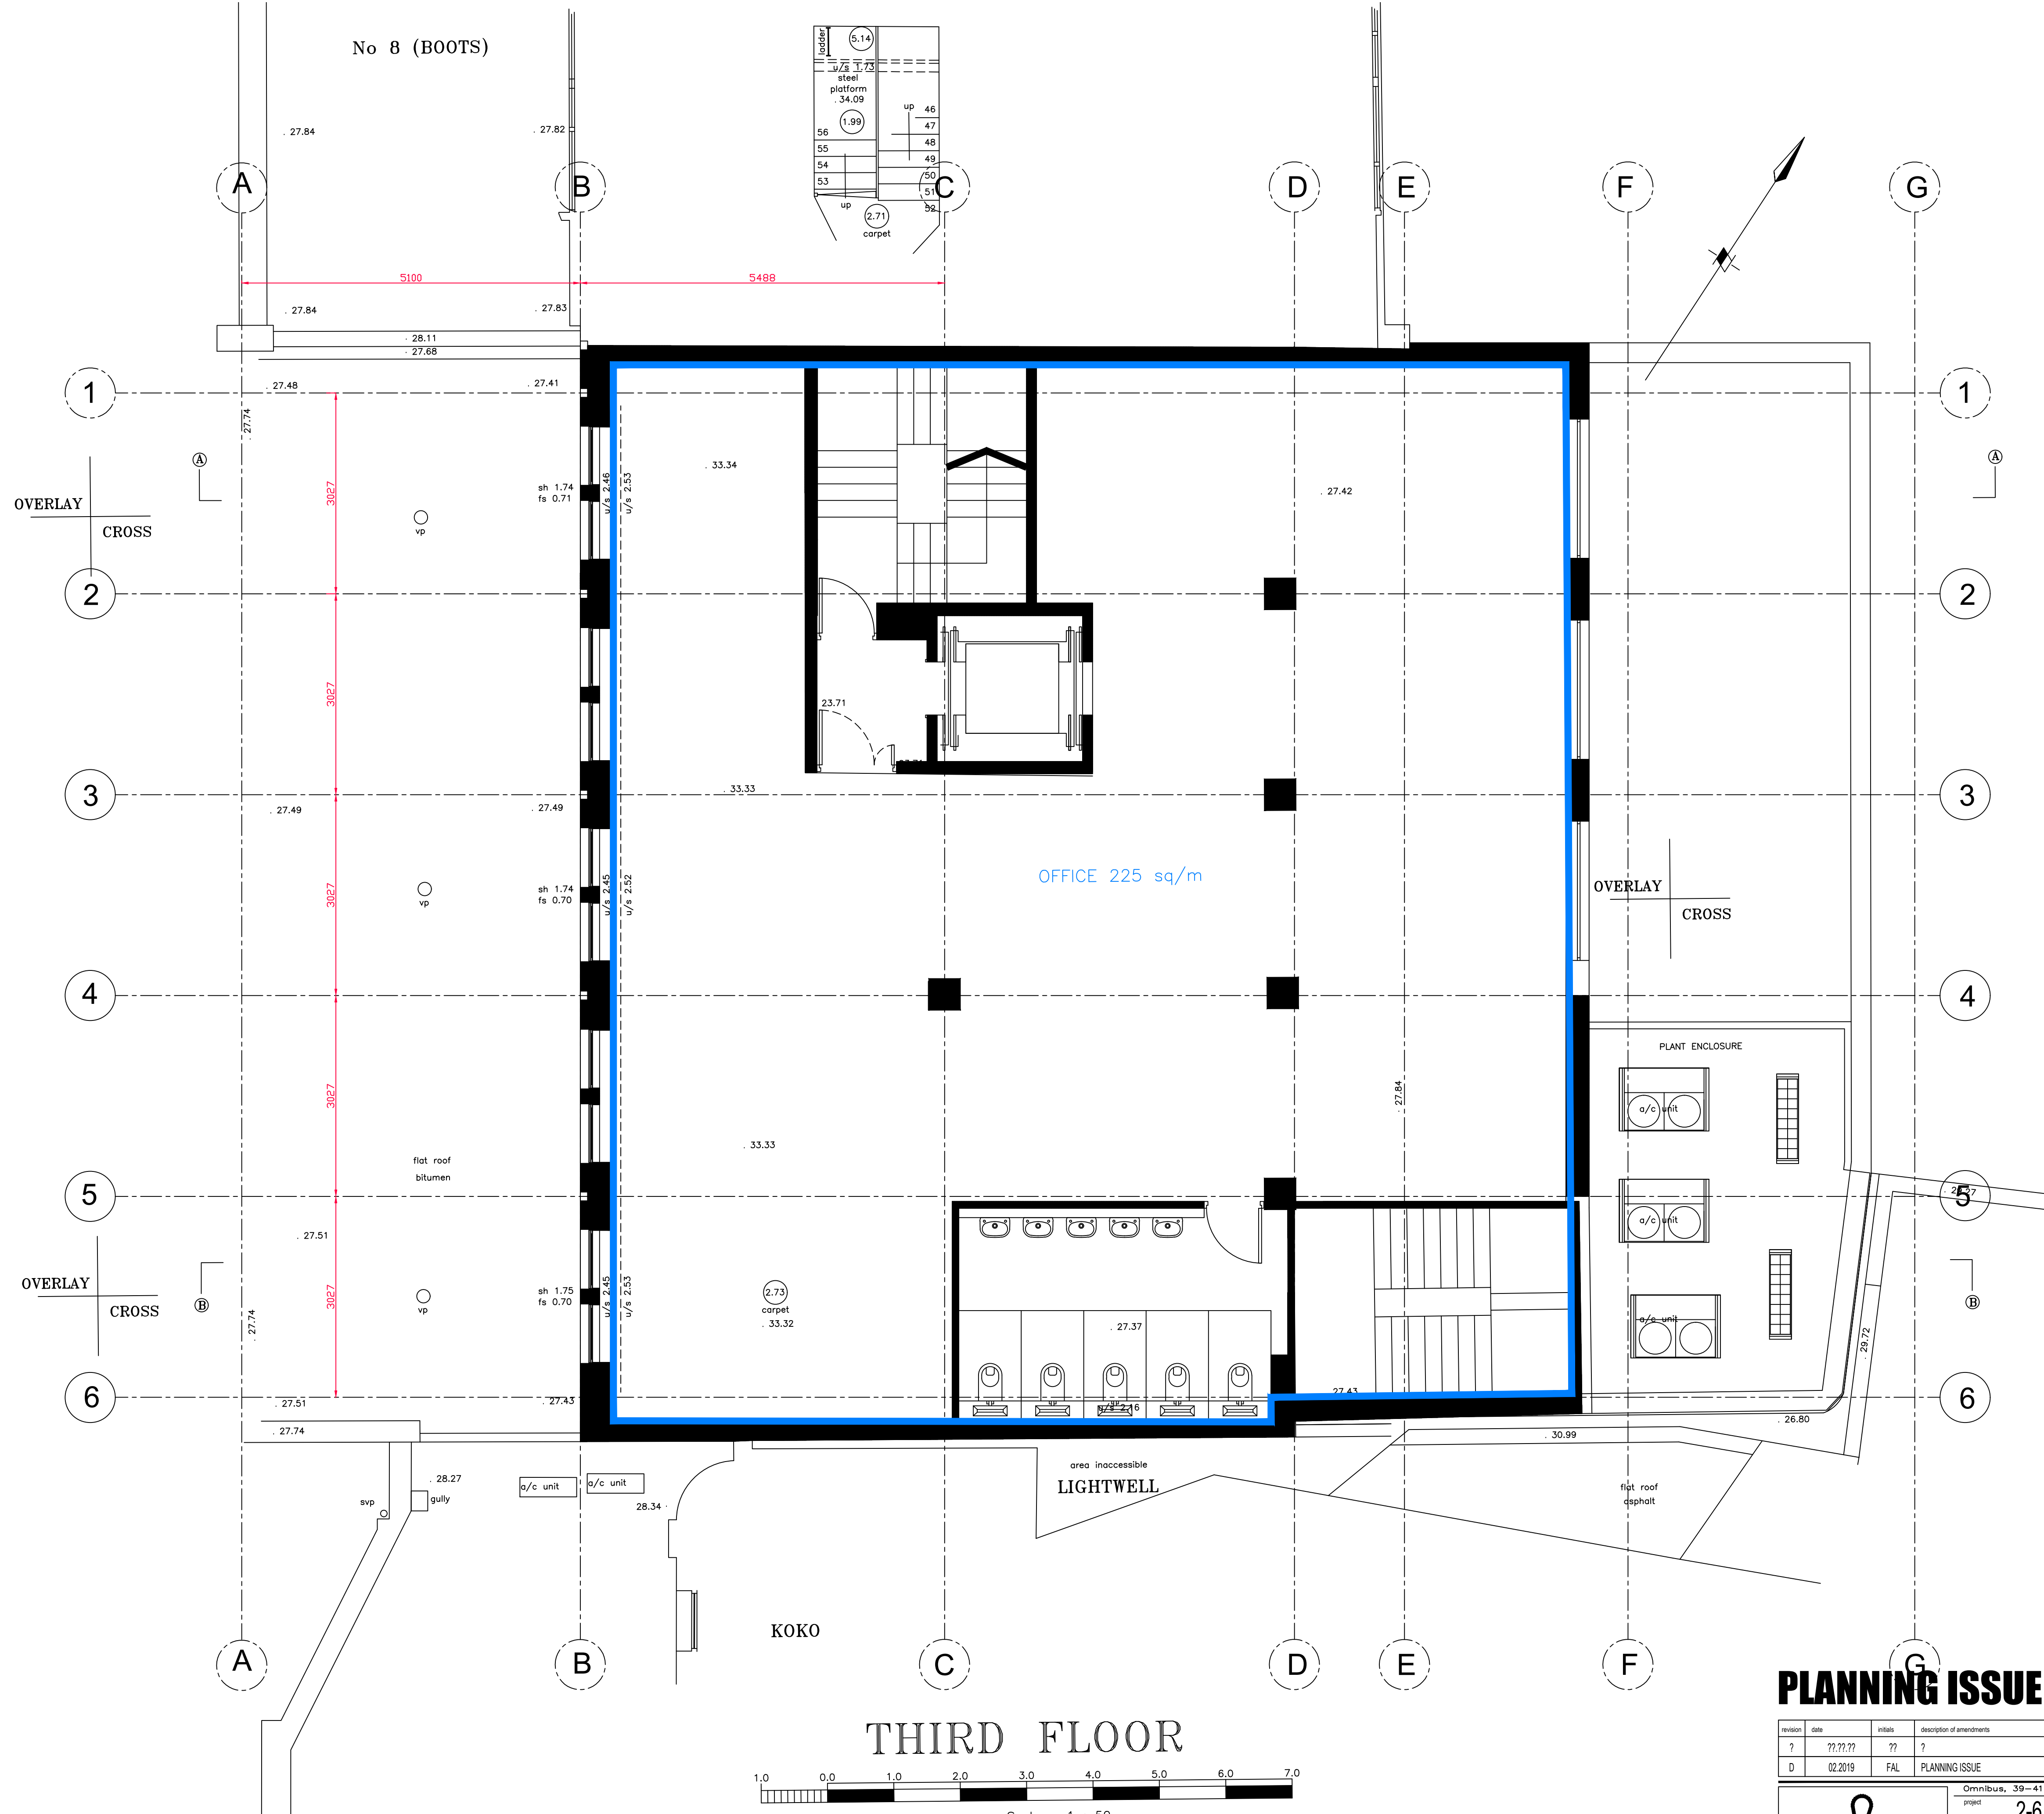 No 8 (BOOTS)
ladder
5.14
u/s 1.73
steel
platform
. 34.09
1.99
up
46
47
48
49
50
51
52
56
55
54
53
up
2.71
carpet
. 27.84
. 27.82
A
B
C
D
E
F
G
5100
5488
. 27.84
. 27.83
. 28.11
. 27.68
. 27.48
. 27.41
1
1
. 27.74
A
A
. 33.34
. 27.42
3027
sh 1.74
fs 0.71
u/s 2.46
u/s 2.53
OVERLAY
CROSS
vp
2
2
3027
23.71
3
3
. 33.33
. 27.49
. 27.49
3027
sh 1.74
fs 0.70
u/s 2.45
u/s 2.52
vp
OFFICE 225 sq/m
OVERLAY
CROSS
4
4
PLANT ENCLOSURE
3027
. 27.84
a/c unit
. 33.33
flat roof
bitumen
5
5
. 27.51
a/c unit
OVERLAY
CROSS
B
B
3027
vp
sh 1.75
fs 0.70
u/s 2.45
u/s 2.53
2.73
carpet
. 33.32
. 27.37
a/c unit
. 29.72
. 27.74
6
6
. 27.51
. 27.43
u/s 2.16
27.43
. 27.74
. 26.80
. 30.99
. 28.27
svp
gully
a/c unit
a/c unit
28.34
area inaccessible
LIGHTWELL
flat roof
asphalt
KOKO
A
B
C
D
E
F
G
PLANNING ISSUE
THIRD FLOOR
1.0 0.0 1.0 2.0 3.0 4.0 5.0 6.0 7.0
revision date initials description of amendments
? ??.??.?? ?? ?
D 02.2019 FAL PLANNING ISSUE
Omnibus, 39-41
project
2-6